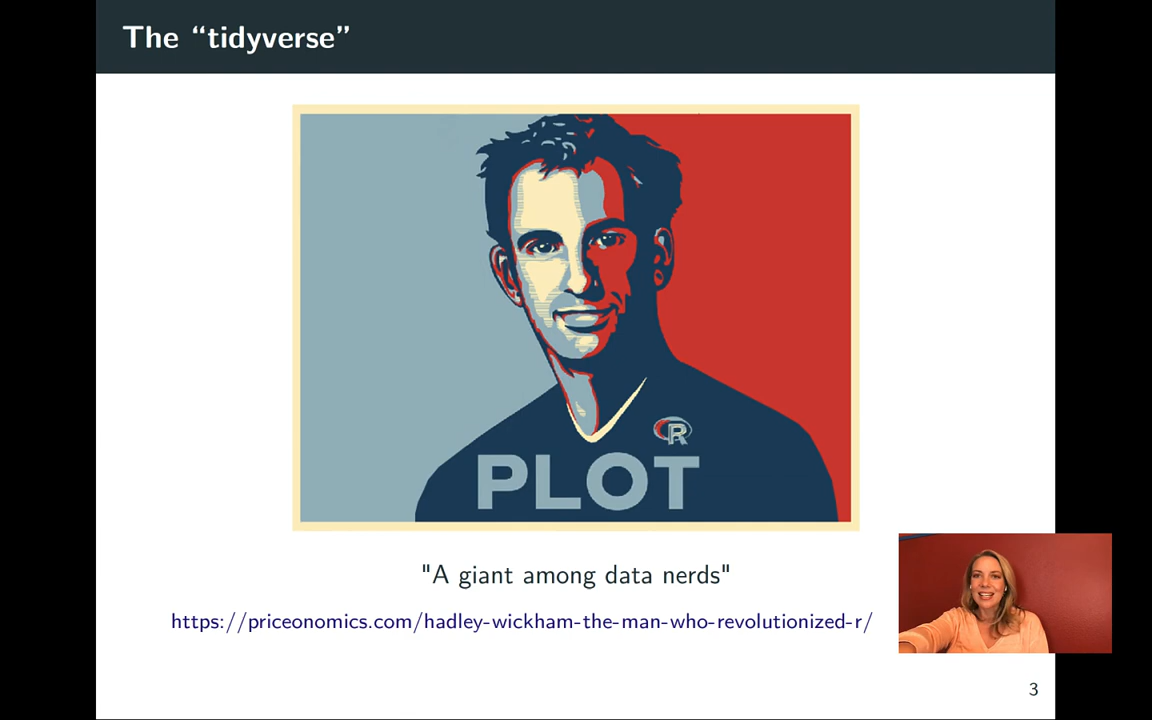 The “tidyverse”
R
PLOT
"A giant among data nerds"
https://priceonomics.com/hadley-wickham-the-man-who-revolutionized-r/
3